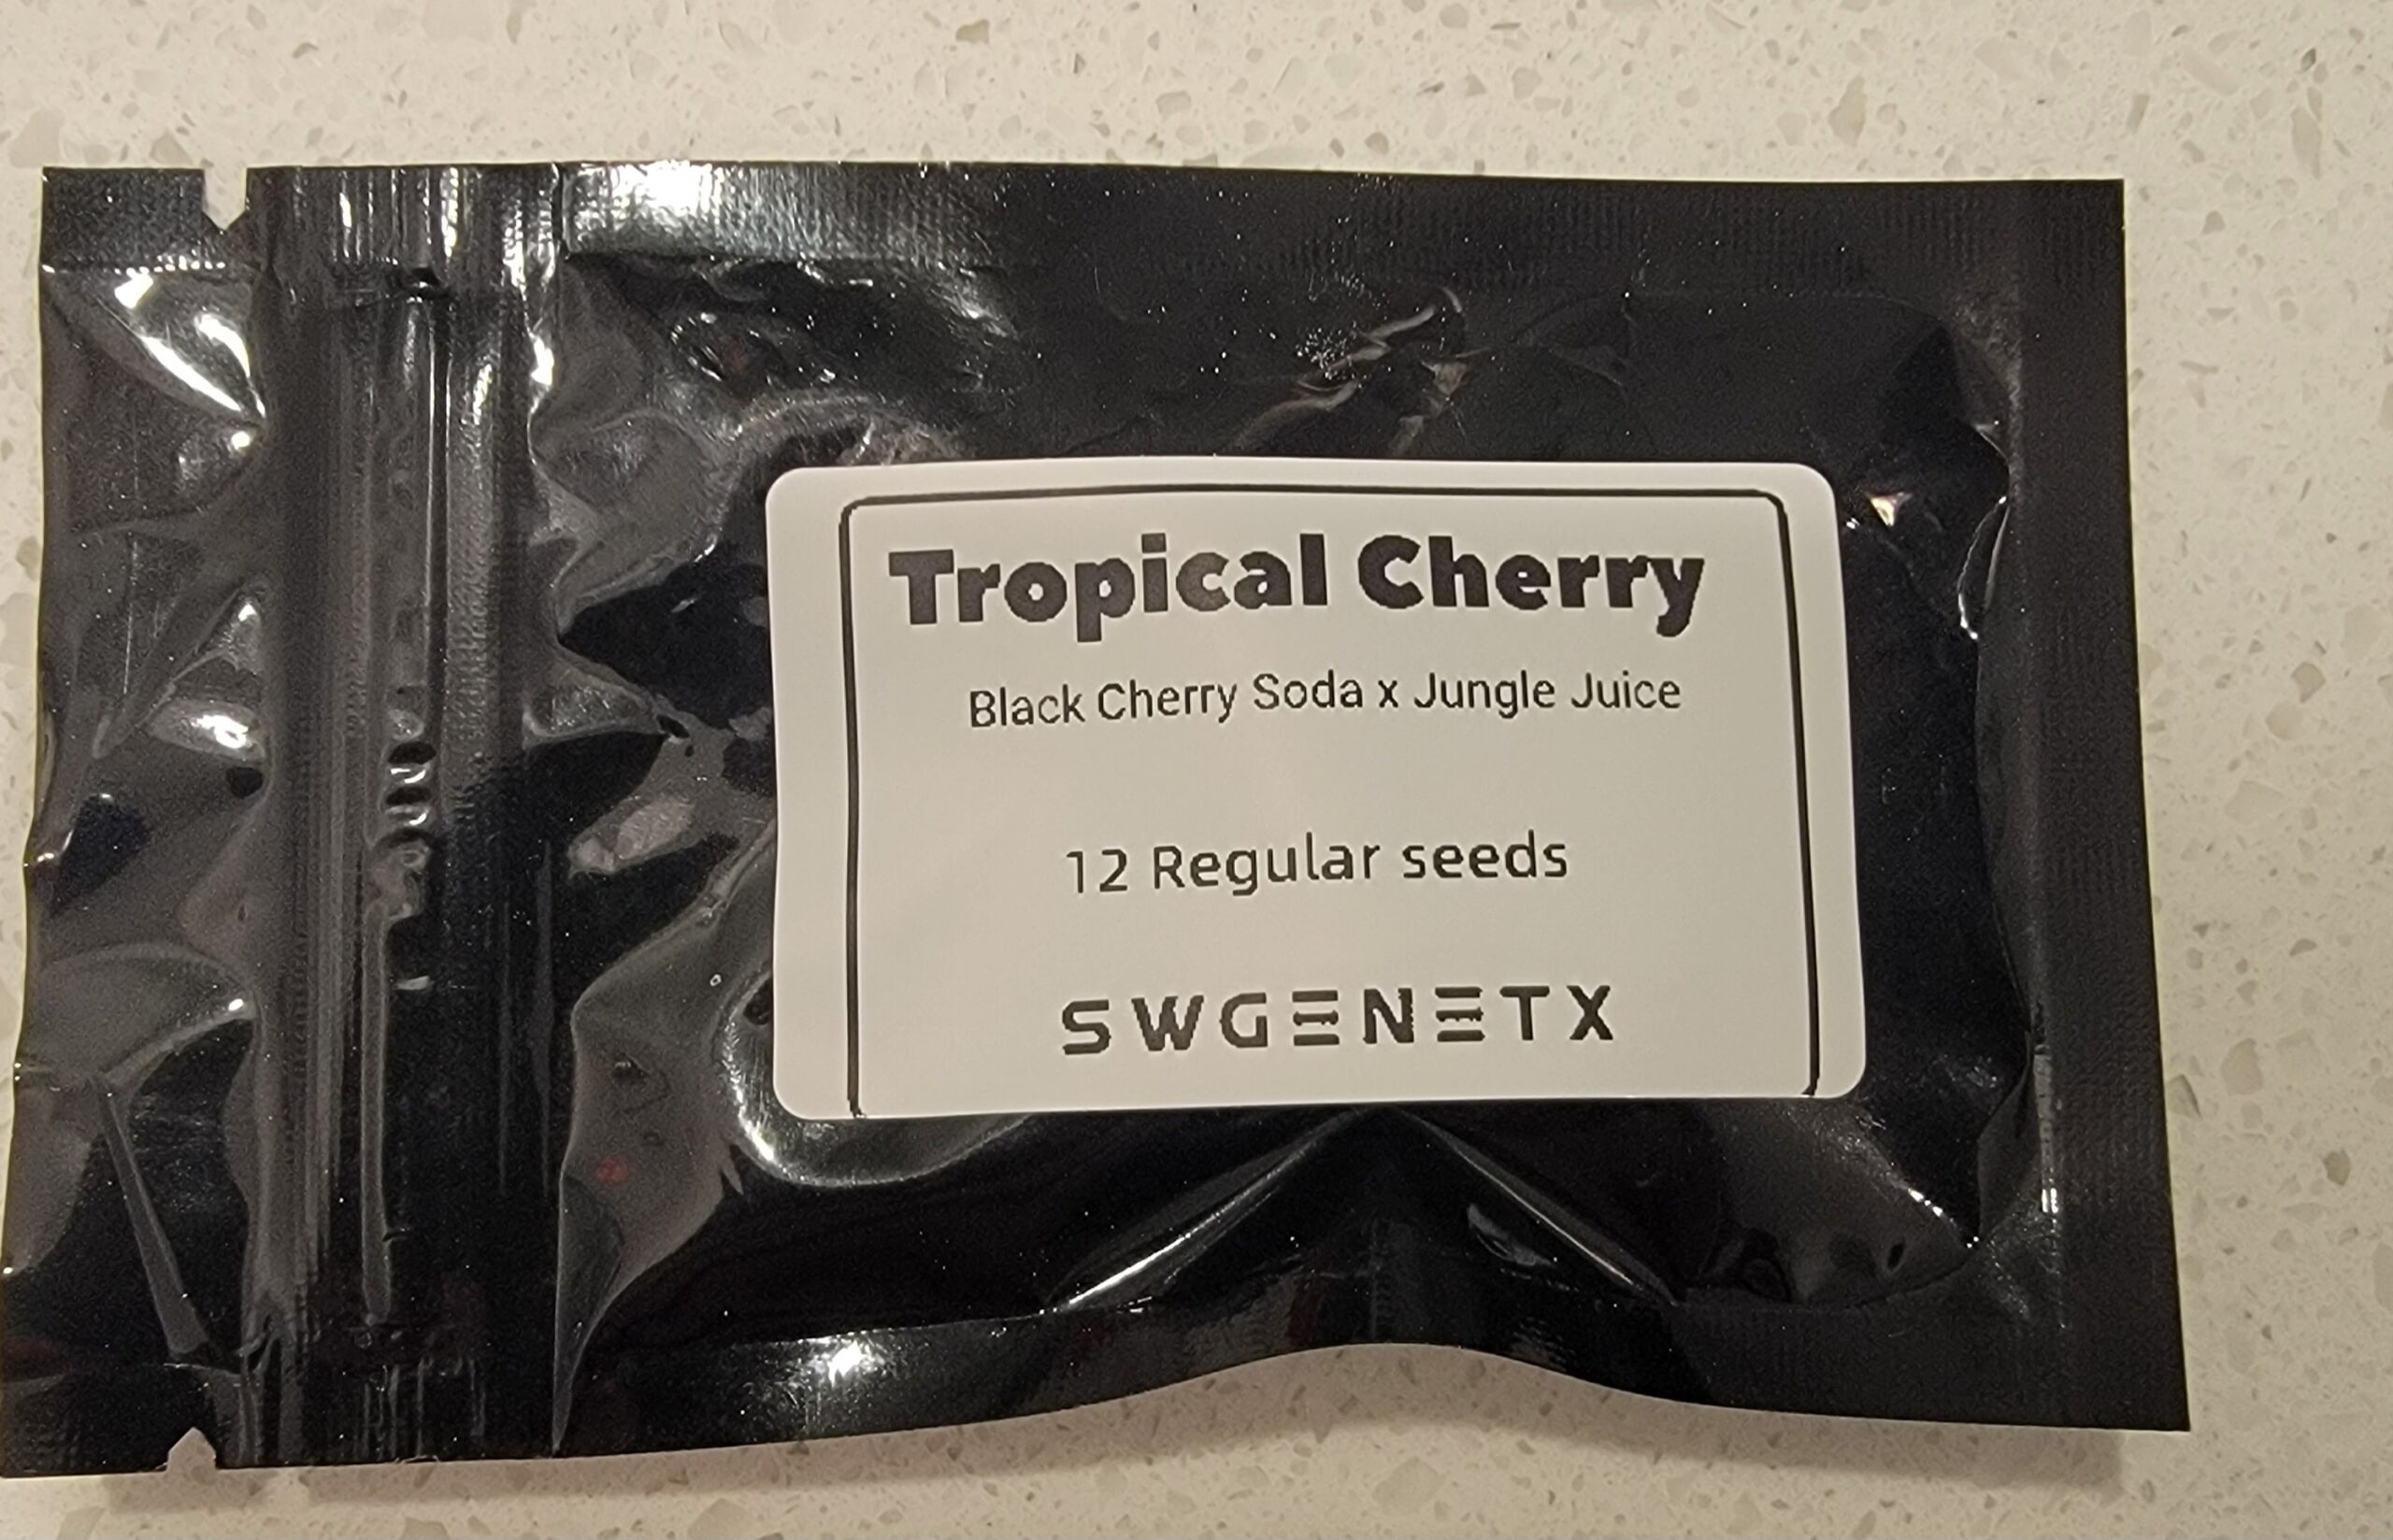 Tropical Cherry
Black Cherry Soda x Jungle Juice
12 Regular seeds
SWGENETX